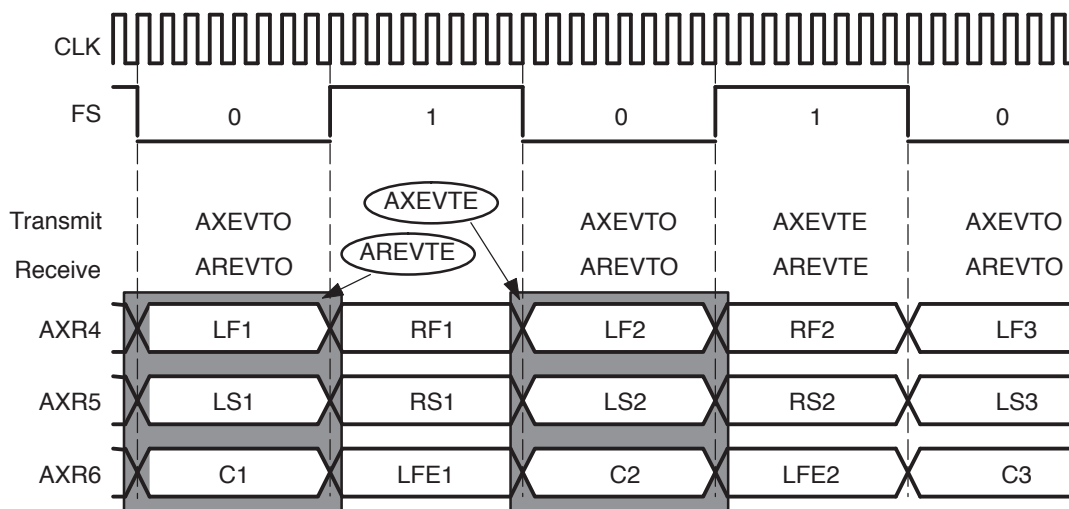 CLK
FS 0 1 0 1 0
AXEVTE
Transmit AXEVTO AXEVTO AXEVTE AXEVTO
AREVTE
Receive AREVTO AREVTO AREVTE AREVTO
AXR4 LF1 RF1 LF2 RF2 LF3
AXR5 LS1 RS1 LS2 RS2 LS3
AXR6 C1 LFE1 C2 LFE2 C3